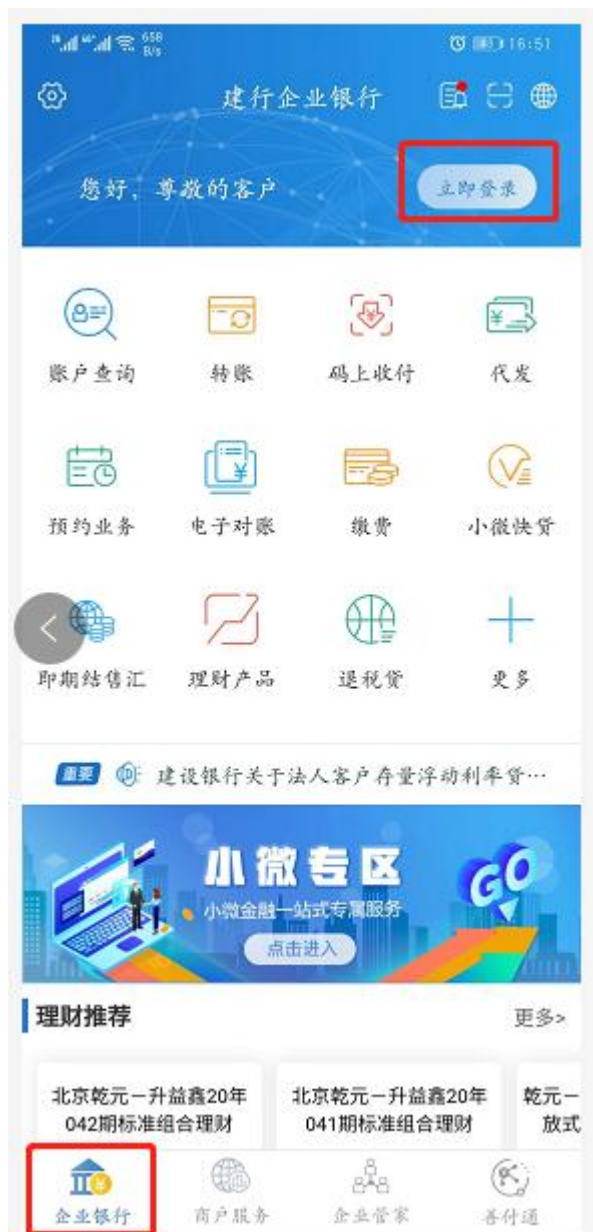 658
B/s
16:51
建行企业银行
您好，尊敬的客户
立即登录
账户查询
转账
码上收付
代发
预约业务
电子对账
缴费
小微快贷
即期结售汇
理财产品
退税贷
更多
重要
建设银行关于法人客户存量浮动利率贷…
小微专区
GO
小微金融一站式专属服务
点击进入
理财推荐
更多>
北京乾元－升益鑫20年
042期标准组合理财
北京乾元－升益鑫20年
041期标准组合理财
乾元－
放式
企业银行
商户服务
企业管家
善付通